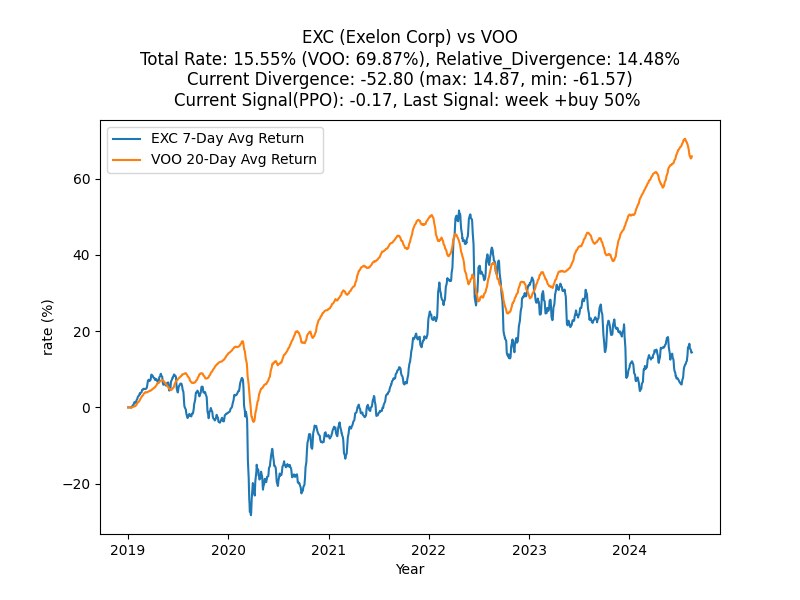 EXC (Exelon Corp) vs VOO
Total Rate: 15.55% (VOO: 69.87%), Relative_Divergence: 14.48%
Current Divergence: -52.80 (max: 14.87, min: -61.57)
Current Signal(PPO): -0.17, Last Signal: week +buy 50%
EXC 7-Day Avg Return
VOO 20-Day Avg Return
60
40
20
0
−20
rate (%)
2019 2020 2021 2022 2023 2024
Year